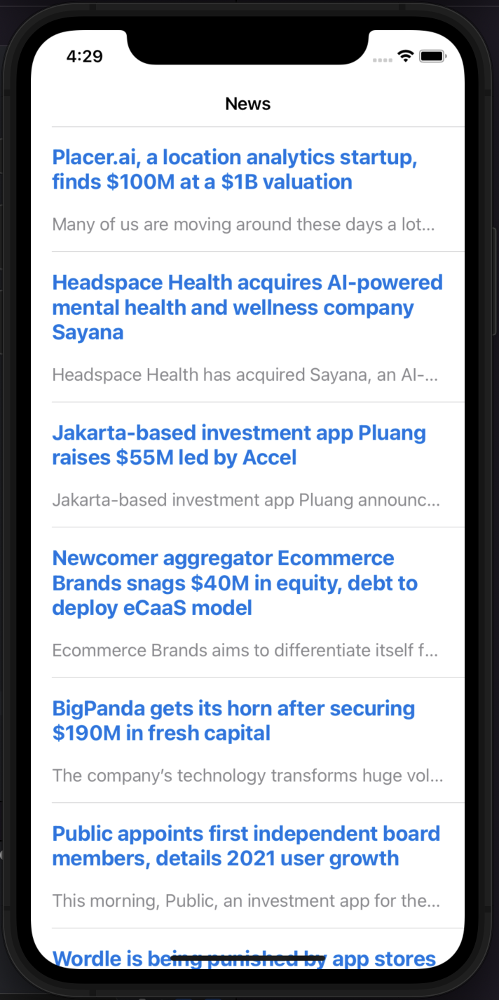 4:29
News
Placer.ai, a location analytics startup,
finds $100M at a $1B valuation
Many of us are moving around these days a lot...
Headspace Health acquires AI-powered
mental health and wellness company
Sayana
Headspace Health has acquired Sayana, an AI-...
Jakarta-based investment app Pluang
raises $55M led by Accel
Jakarta-based investment app Pluang announc...
Newcomer aggregator Ecommerce
Brands snags $40M in equity, debt to
deploy eCaaS model
Ecommerce Brands aims to differentiate itself f...
BigPanda gets its horn after securing
$190M in fresh capital
The company’s technology transforms huge vol...
Public appoints first independent board
members, details 2021 user growth
This morning, Public, an investment app for the...
Wordle is being punished by app stores